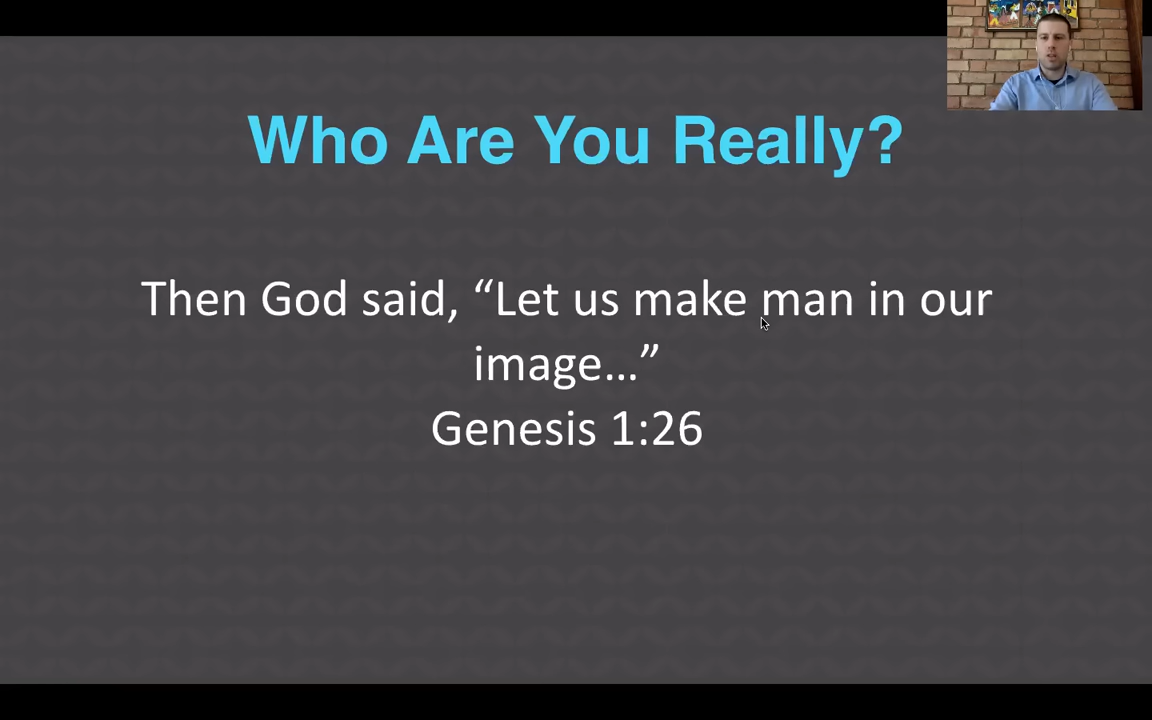 Who Are You Really?
Then God said, “Let us make man in our
image…”
Genesis 1:26